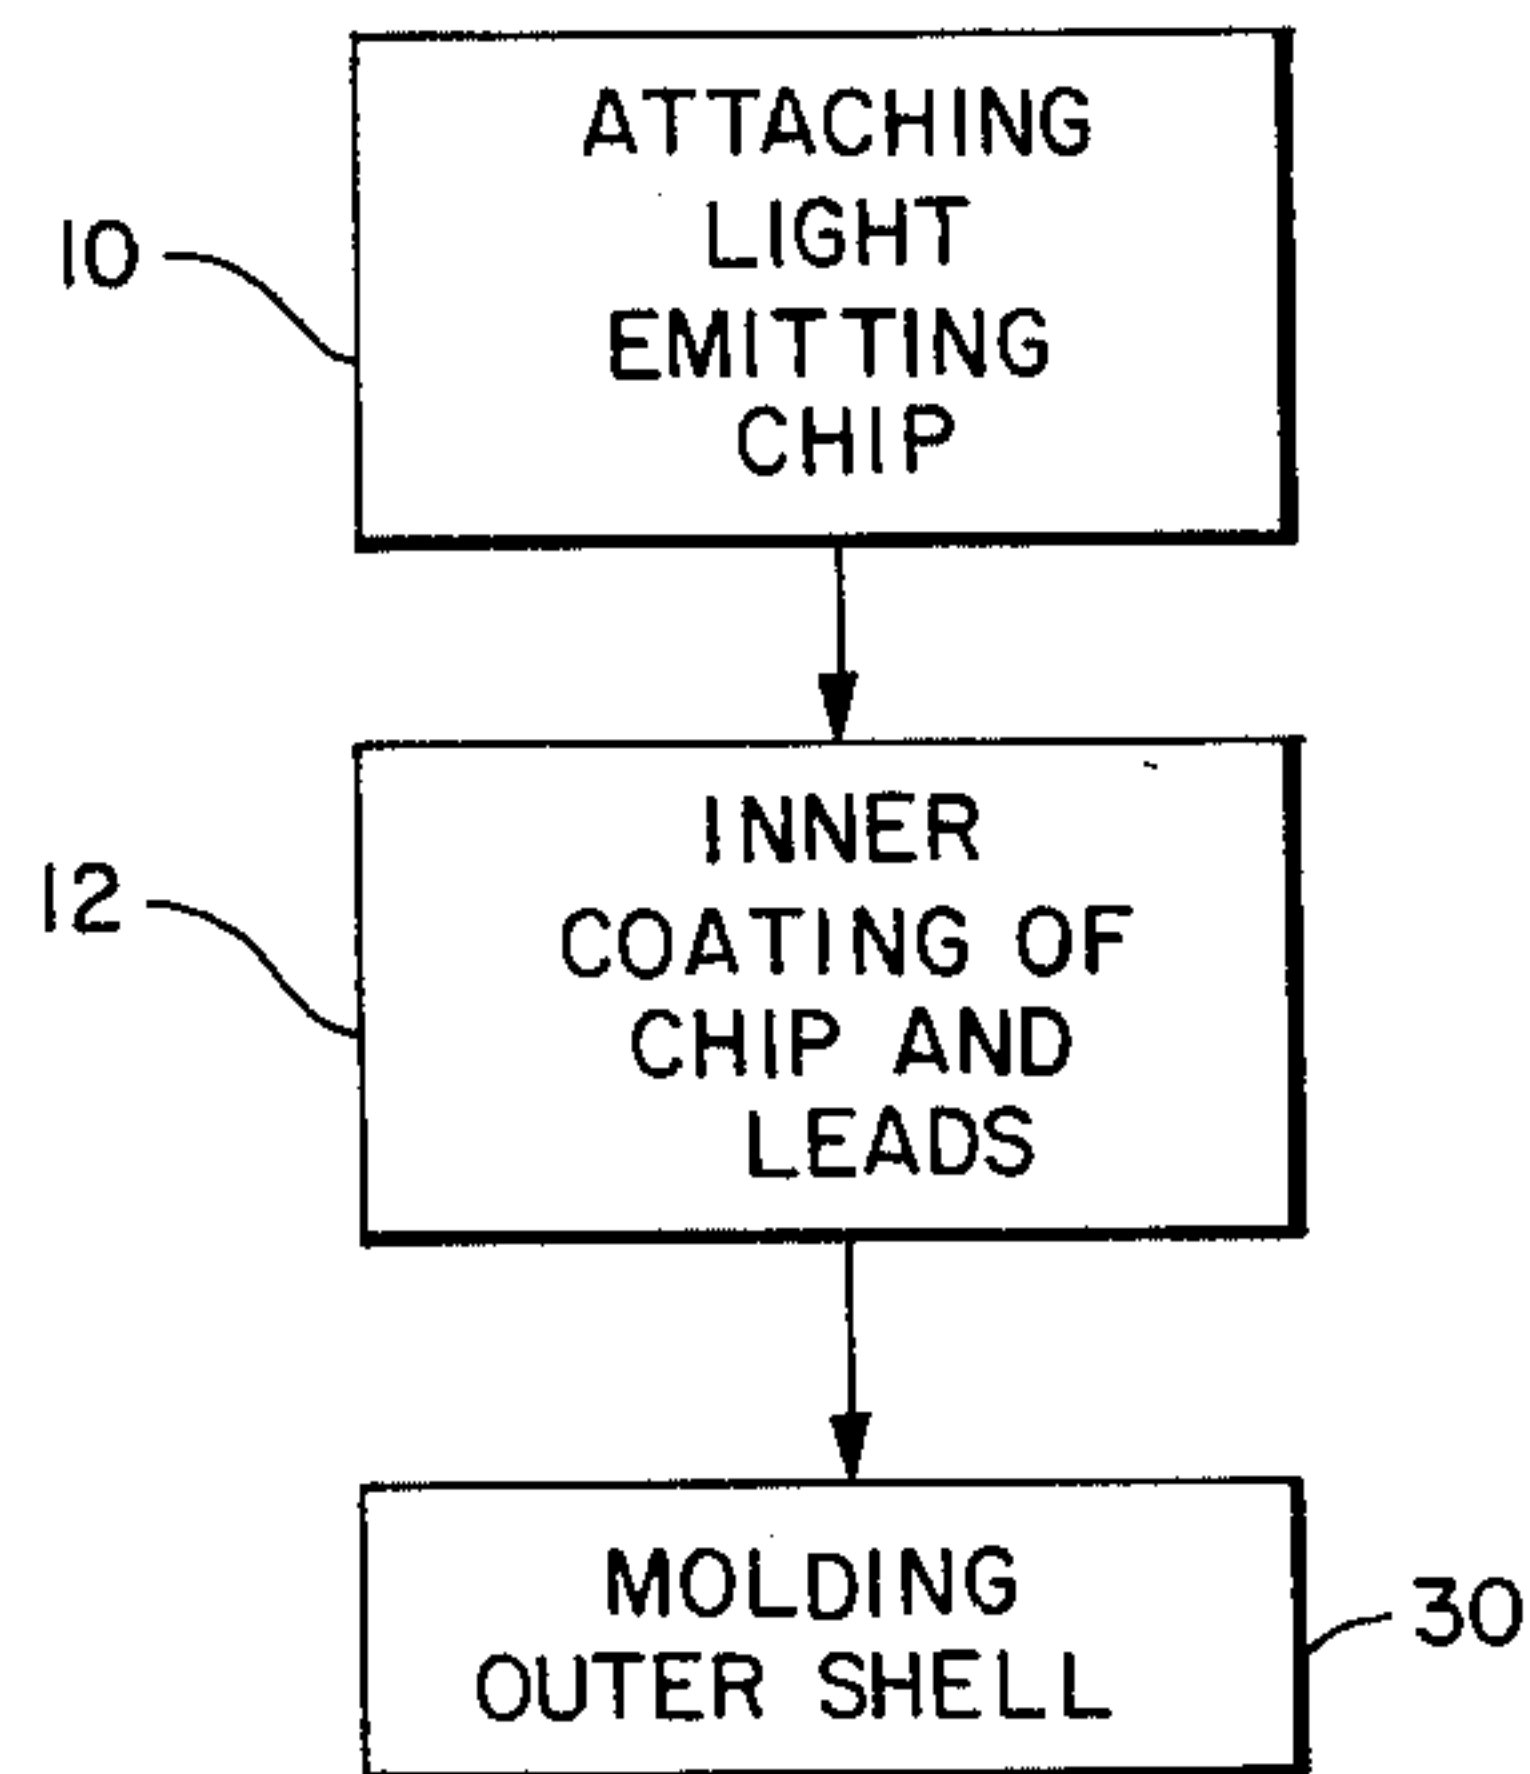 ATTACHING
LIGHT
EMITTING
CHIP
10
INNER
COATING OF
CHIP AND
LEADS
12
MOLDING
OUTER SHELL
30